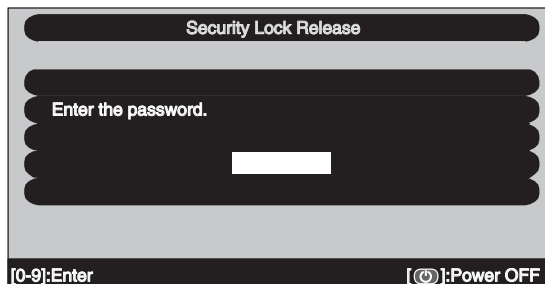 Security Lock Release
Enter the password.
[0-9]:Enter [⏻]:Power OFF